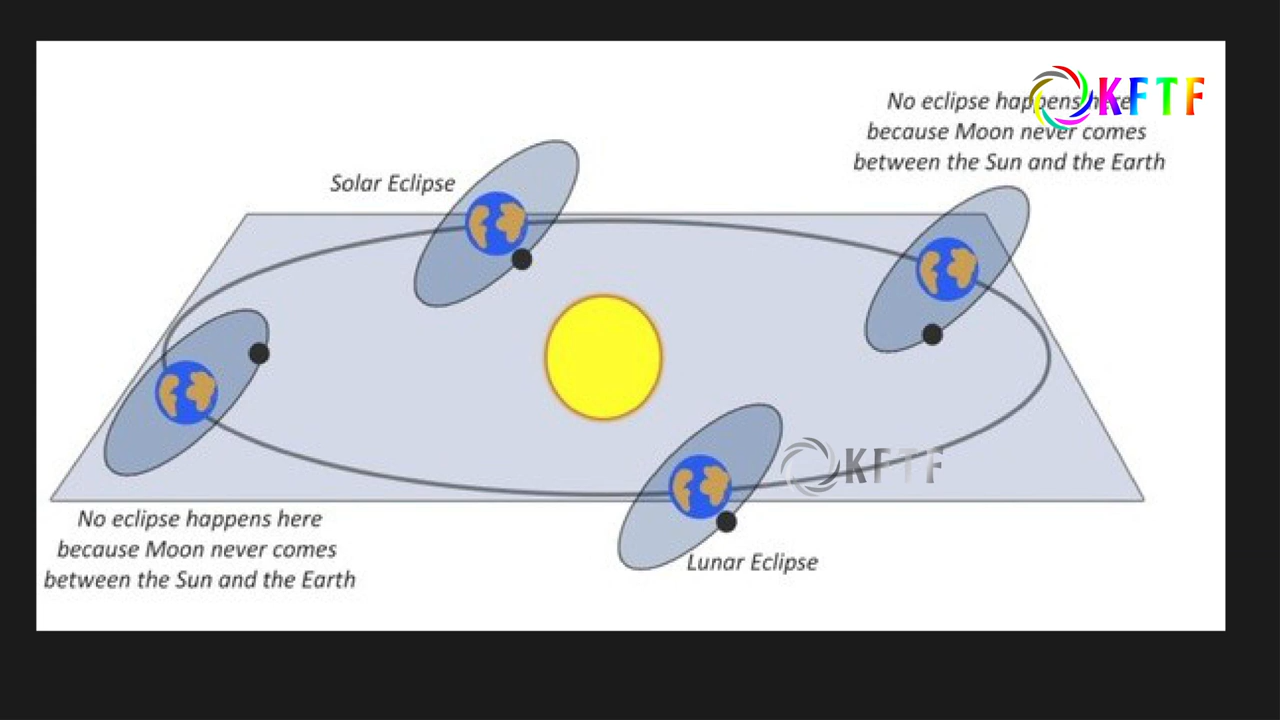 KFTF
No eclipse happens here
because Moon never comes
between the Sun and the Earth
Solar Eclipse
KFTF
No eclipse happens here
because Moon never comes
between the Sun and the Earth
Lunar Eclipse